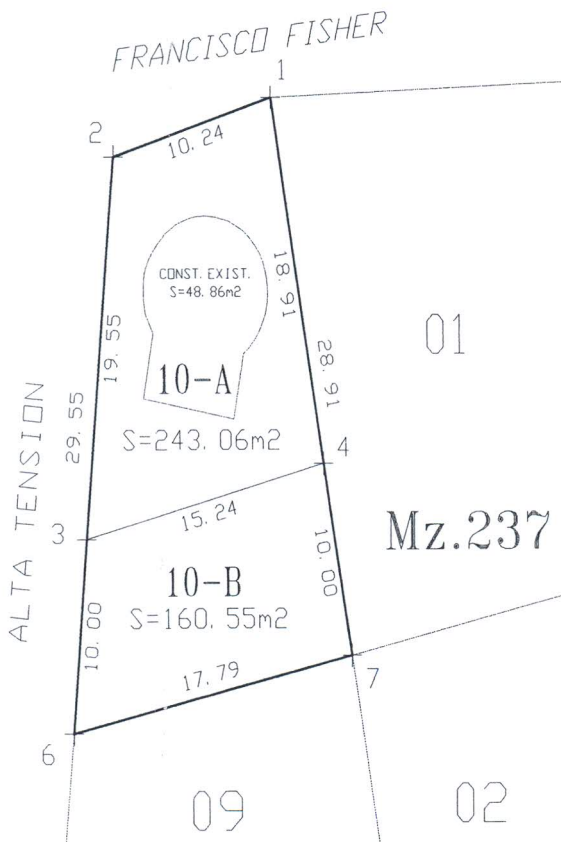 FRANCISCO FISHER
1
2
10.24
CONST. EXIST.
S=48.86m2
18.91
19.55
28.91
01
10-A
29.55
S=243.06m2
4
15.24
ALTA TENSION
3
Mz.237
10-B
10.00
S=160.55m2
10.00
17.79
7
6
09
02